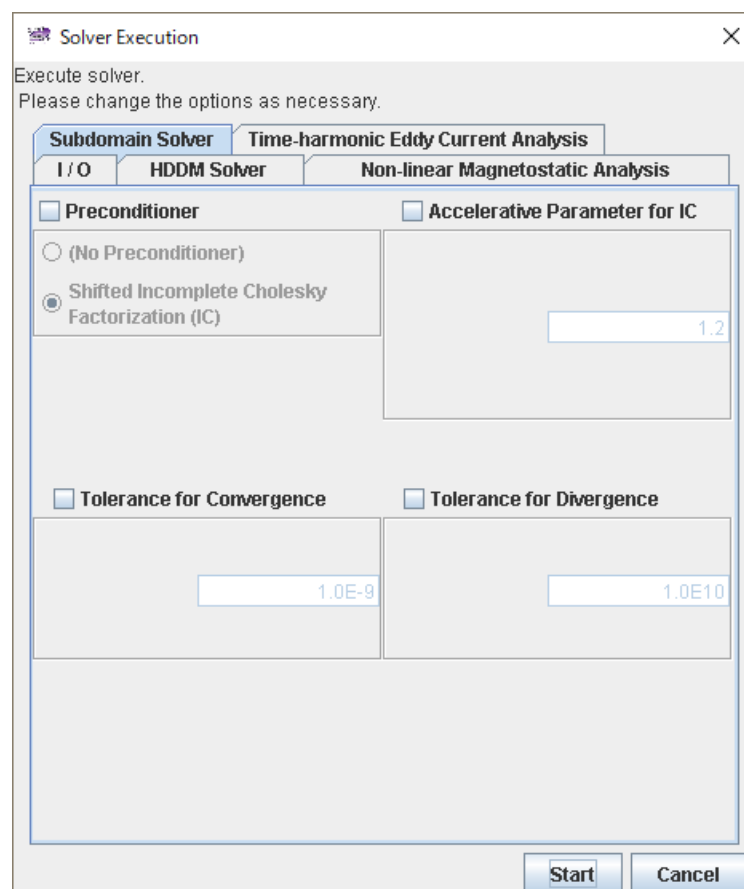 Solver Execution
Execute solver.
Please change the options as necessary.
Subdomain Solver
Time-harmonic Eddy Current Analysis
I / O
HDDM Solver
Non-linear Magnetostatic Analysis
Preconditioner
Accelerative Parameter for IC
(No Preconditioner)
Shifted Incomplete Cholesky
Factorization (IC)
1.2
Tolerance for Convergence
Tolerance for Divergence
1.0E-9
1.0E10
Start
Cancel